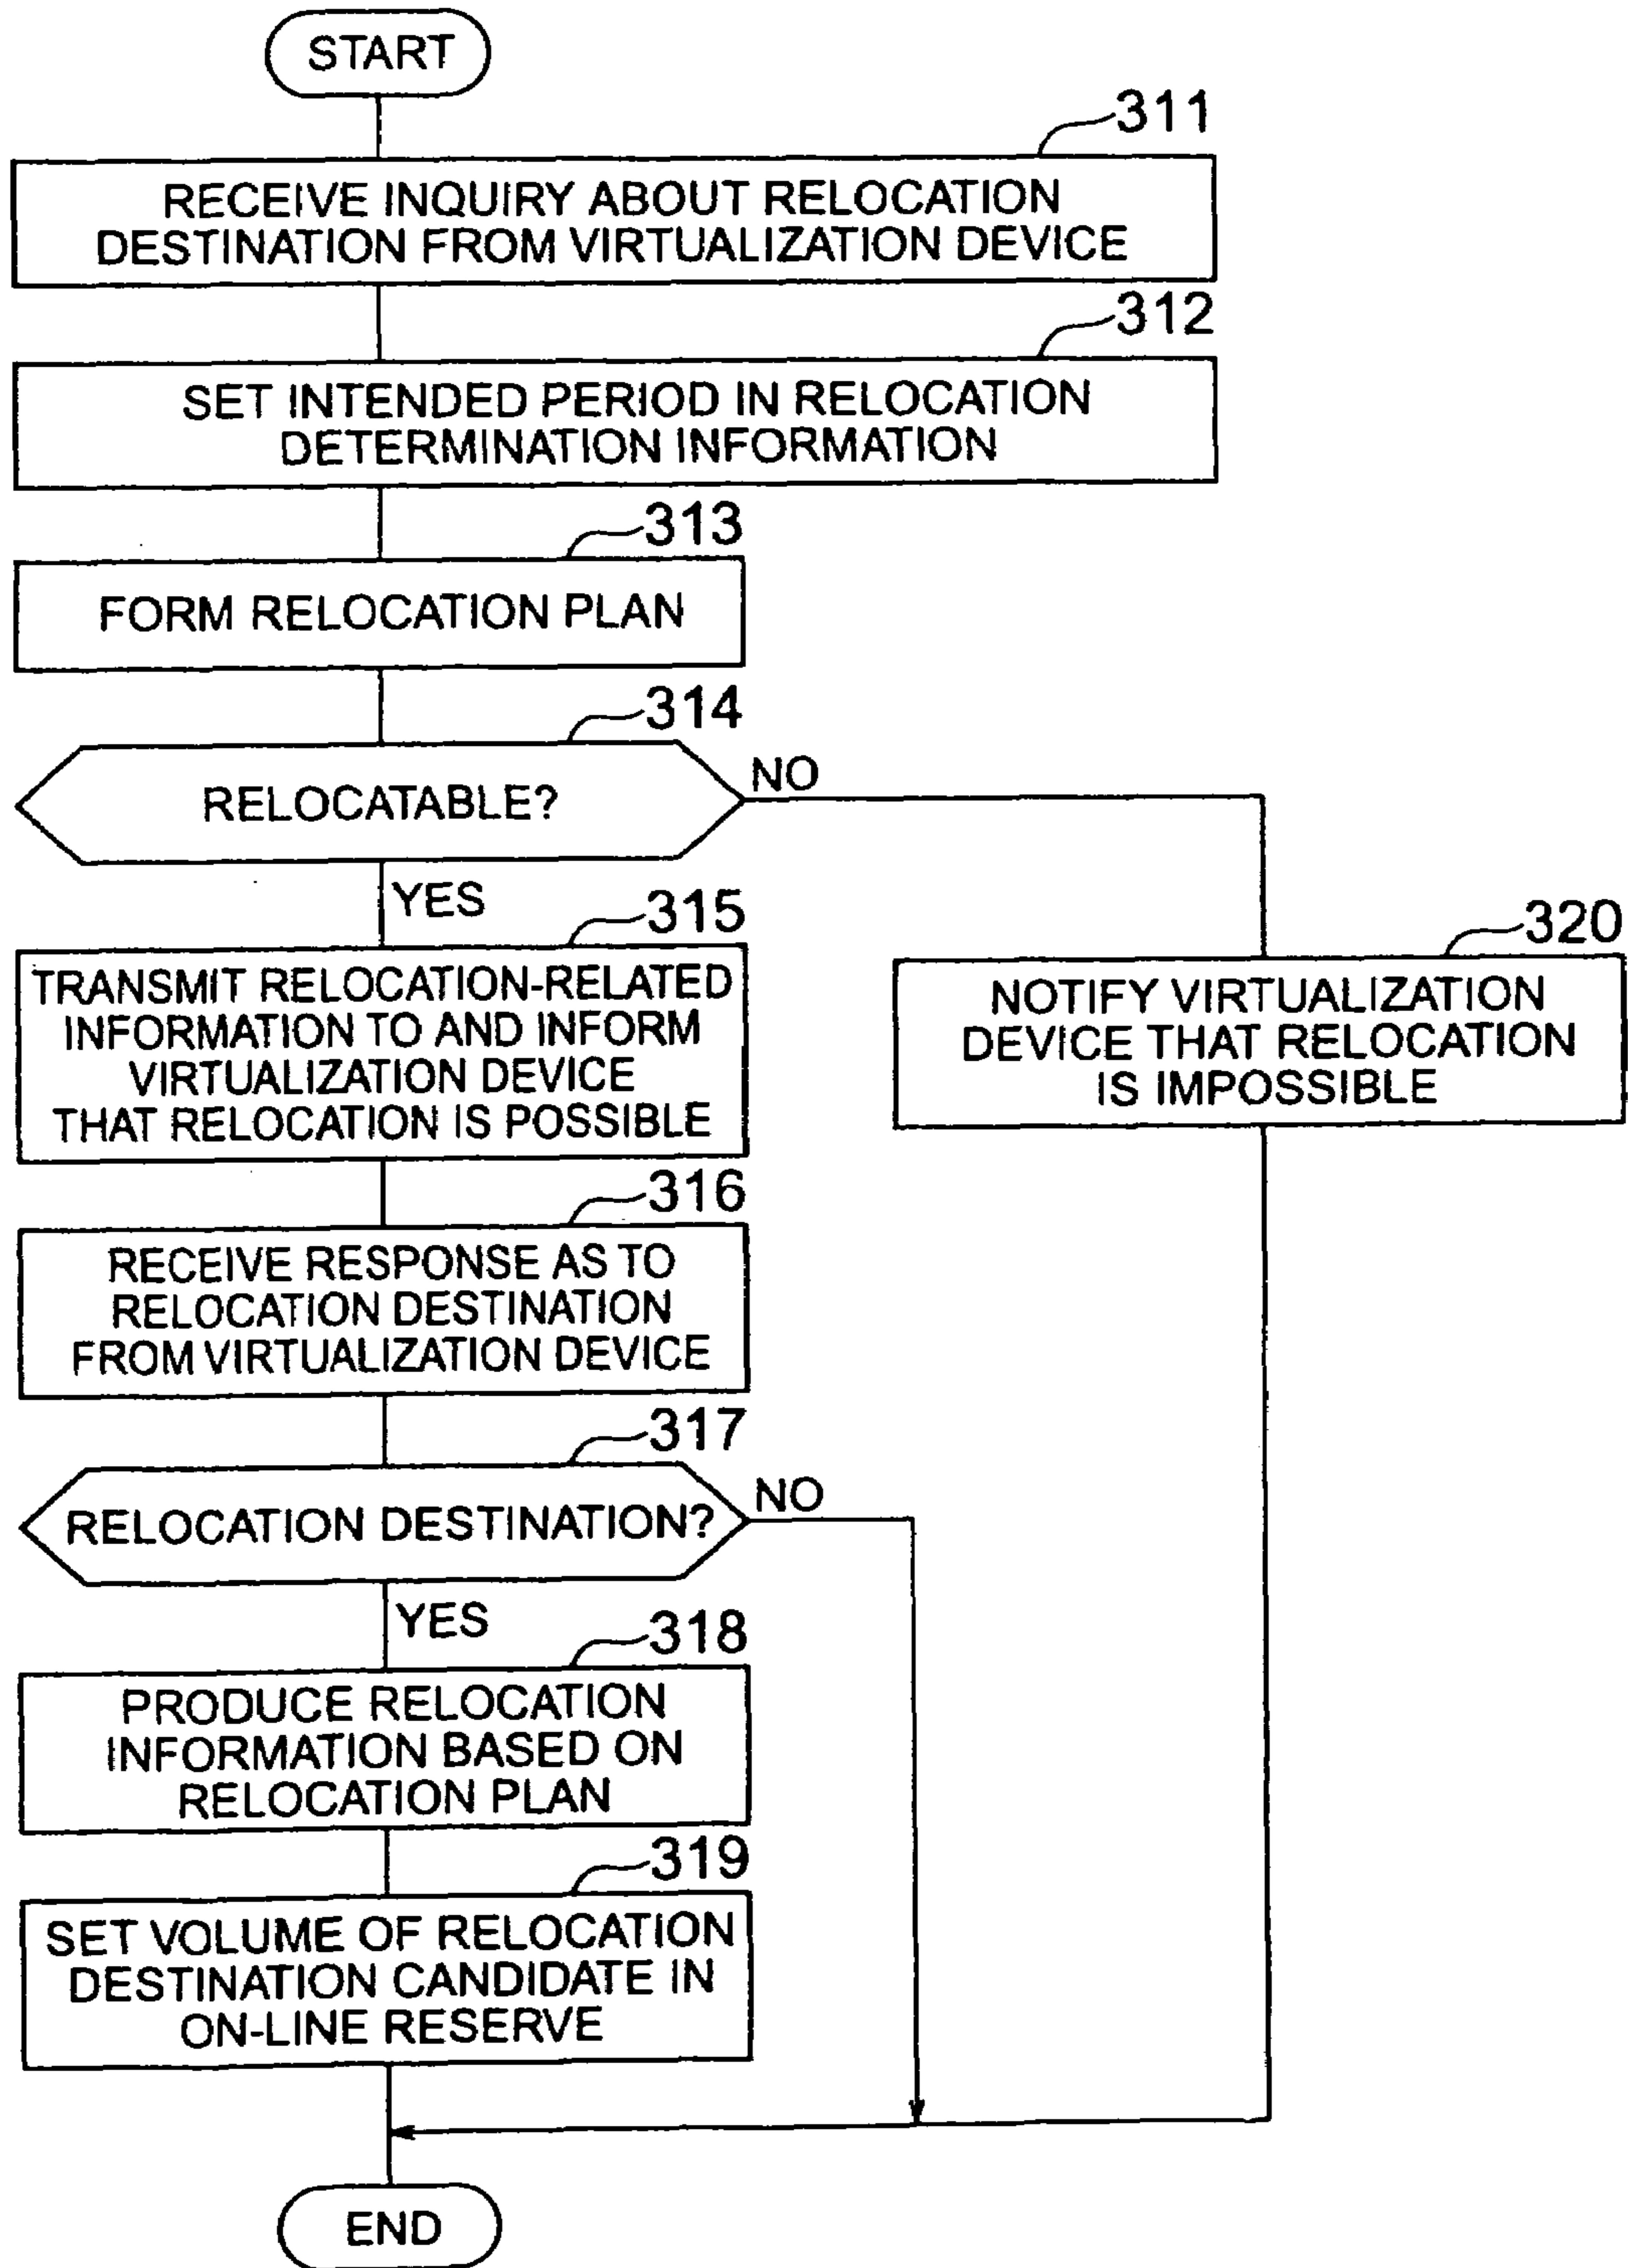 START
311
RECEIVE INQUIRY ABOUT RELOCATION
DESTINATION FROM VIRTUALIZATION DEVICE
312
SET INTENDED PERIOD IN RELOCATION
DETERMINATION INFORMATION
313
FORM RELOCATION PLAN
314
RELOCATABLE?
NO
YES
315
TRANSMIT RELOCATION-RELATED
INFORMATION TO AND INFORM
VIRTUALIZATION DEVICE
THAT RELOCATION IS POSSIBLE
320
NOTIFY VIRTUALIZATION
DEVICE THAT RELOCATION
IS IMPOSSIBLE
316
RECEIVE RESPONSE AS TO
RELOCATION DESTINATION
FROM VIRTUALIZATION DEVICE
317
RELOCATION DESTINATION?
NO
YES
318
PRODUCE RELOCATION
INFORMATION BASED ON
RELOCATION PLAN
319
SET VOLUME OF RELOCATION
DESTINATION CANDIDATE IN
ON-LINE RESERVE
END